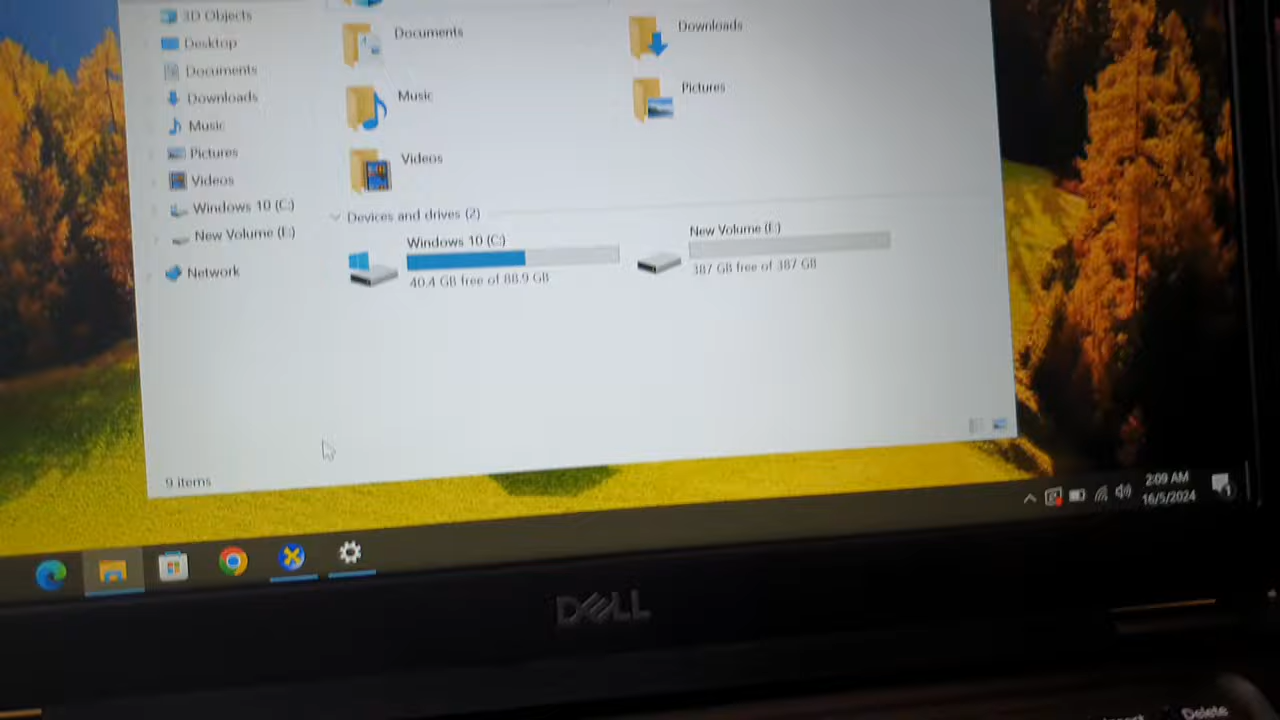 3D Objects
Desktop
Documents
Downloads
Music
Pictures
Videos
Windows 10 (C:)
New Volume (E:)
Network
Documents
Downloads
Music
Pictures
Videos
Devices and drives (2)
Windows 10 (C:)
40.4 GB free of 88.9 GB
New Volume (E:)
387 GB free of 387 GB
9 items
2:09 AM
16/5/2024
DELL
Delete